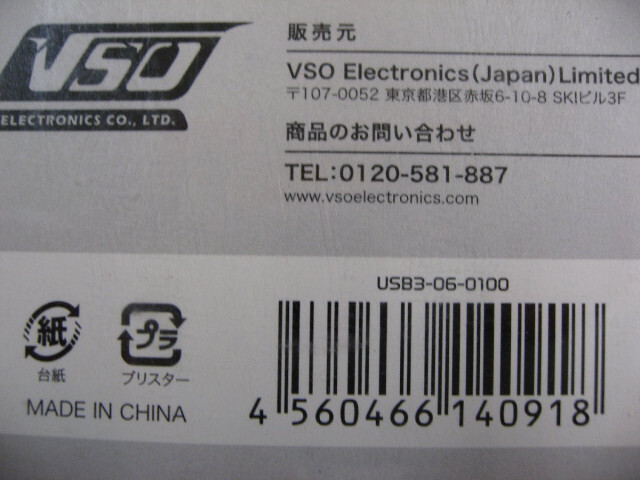 VSO
ELECTRONICS CO., LTD.
販売元
VSO Electronics(Japan)Limited
〒107-0052 東京都港区赤坂6-10-8 SKIビル3F
商品のお問い合わせ
TEL:0120-581-887
www.vsoelectronics.com
USB3-06-0100
紙
台紙
プラ
ブリスター
MADE IN CHINA
4 560466 140918